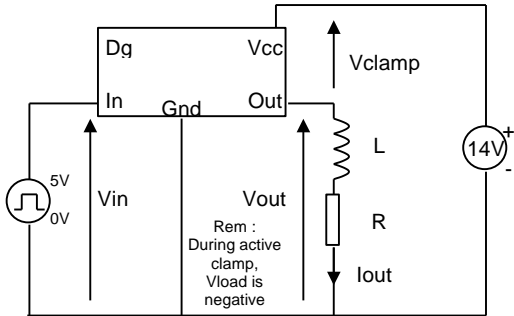 Dg
Vcc
In
Gnd
Out
Vclamp
14V
+
-
5V
0V
Vin
Vout
L
R
Iout
Rem :
During active
clamp,
Vload is
negative